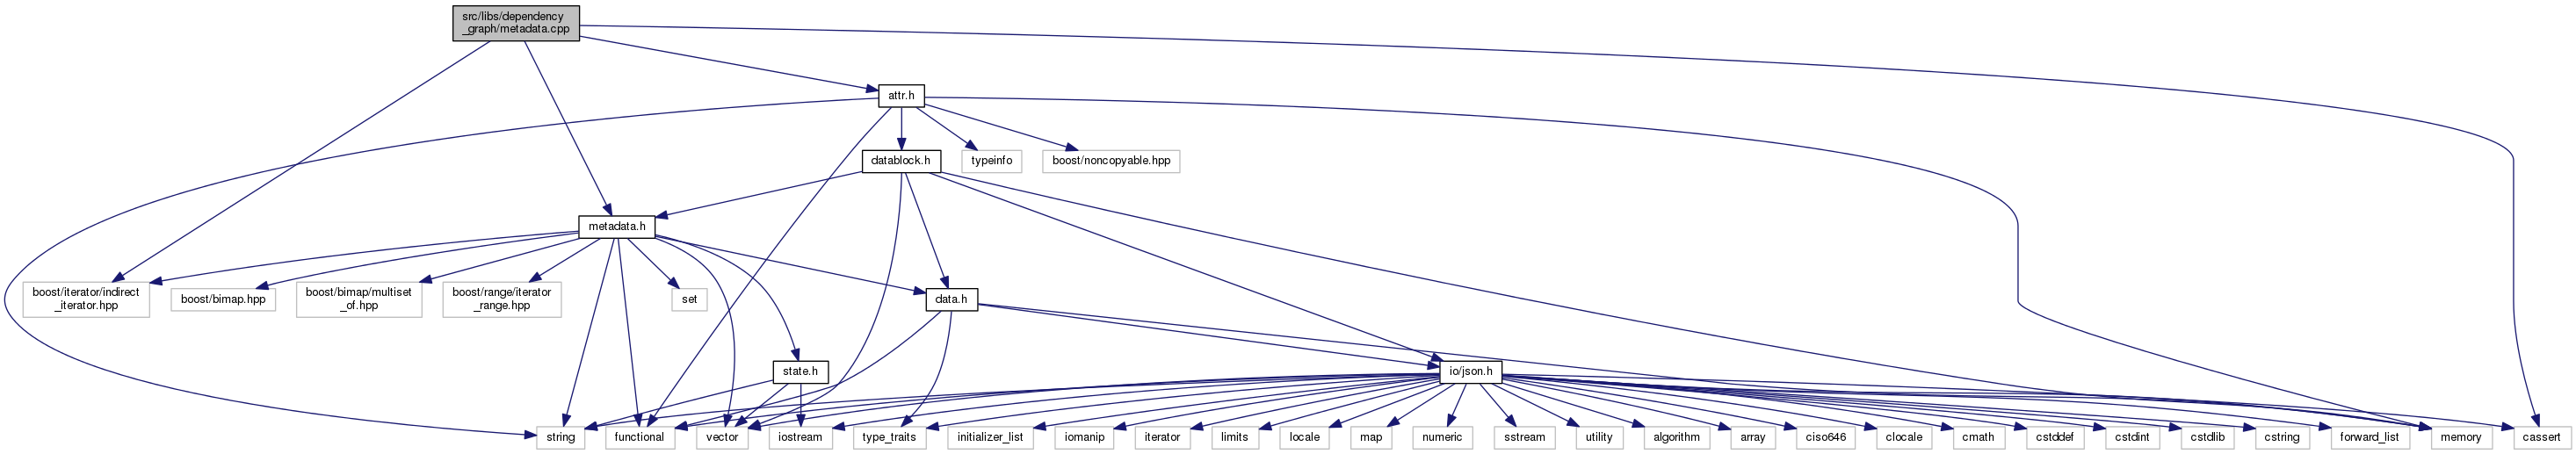 src/libs/dependency
_graph/metadata.cpp
attr.h
datablock.h
typeinfo
boost/noncopyable.hpp
metadata.h
boost/iterator/indirect
_iterator.hpp
boost/bimap.hpp
boost/bimap/multiset
_of.hpp
boost/range/iterator
_range.hpp
set
data.h
state.h
io/json.h
string
functional
vector
iostream
type_traits
initializer_list
iomanip
iterator
limits
locale
map
numeric
sstream
utility
algorithm
array
ciso646
clocale
cmath
cstddef
cstdint
cstdlib
cstring
forward_list
memory
cassert